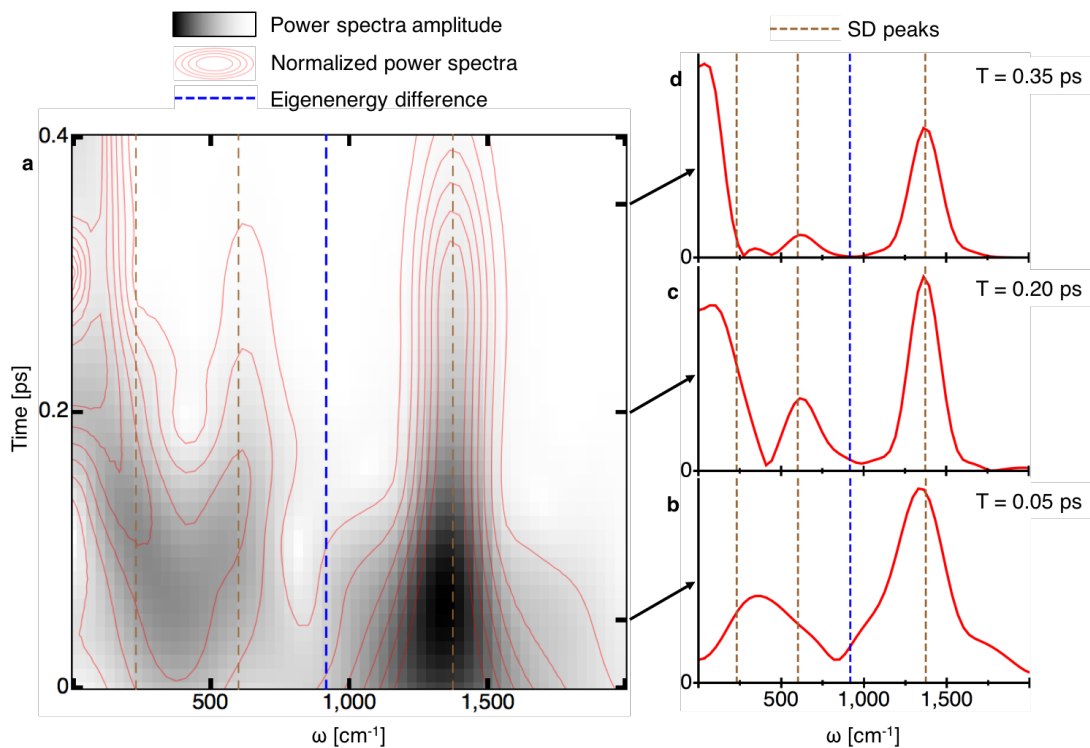 Power spectra amplitude
Normalized power spectra
Eigenenergy difference
SD peaks
a
0.4
0.2
0
Time [ps]
500
1,000
1,500
ω [cm⁻¹]
d
T = 0.35 ps
0
c
T = 0.20 ps
0
b
T = 0.05 ps
0
500
1,000
1,500
ω [cm⁻¹]